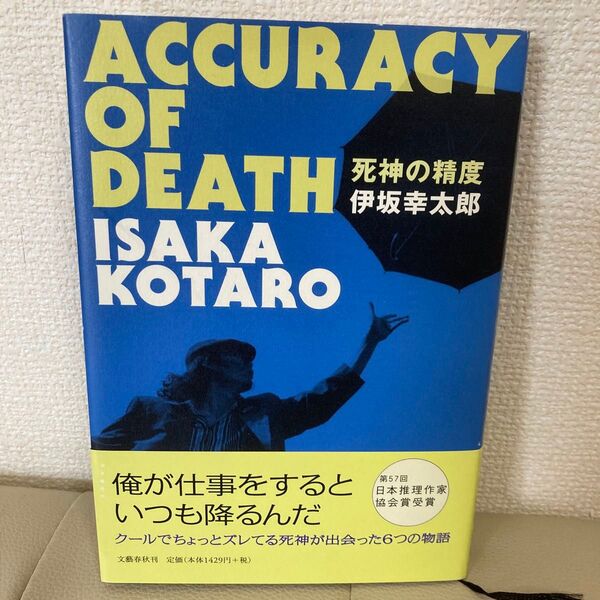 ACCURACY
OF
DEATH
死神の精度
伊坂幸太郎
ISAKA
KOTARO
俺が仕事をすると
いつも降るんだ
第57回
日本推理作家
協会賞受賞
クールでちょっとズレてる死神が出会った6つの物語
文藝春秋刊 定価(本体1429円+税)